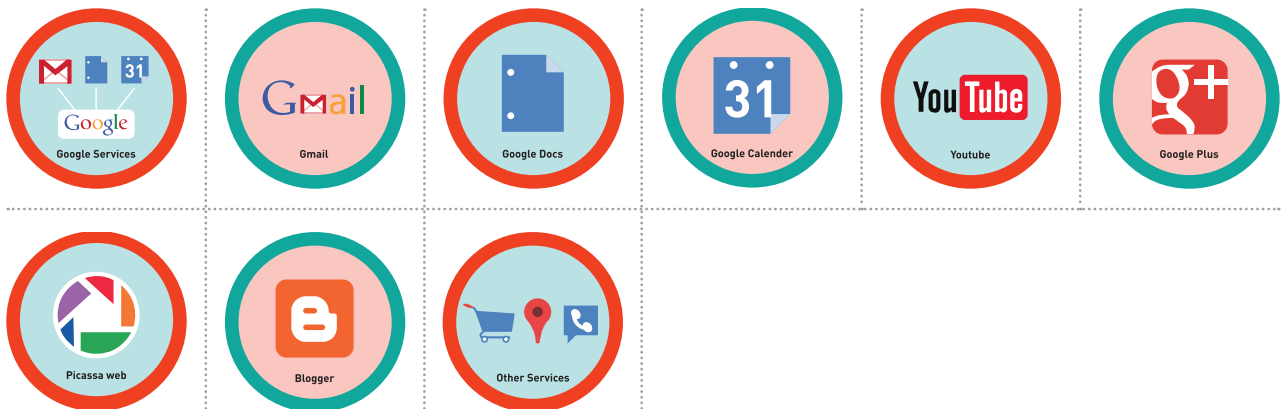 31
Google
Google Services
Gmail
Gmail
Google Docs
31
Google Calender
YouTube
Youtube
g+
Google Plus
Picassa web
B
Blogger
Other Services